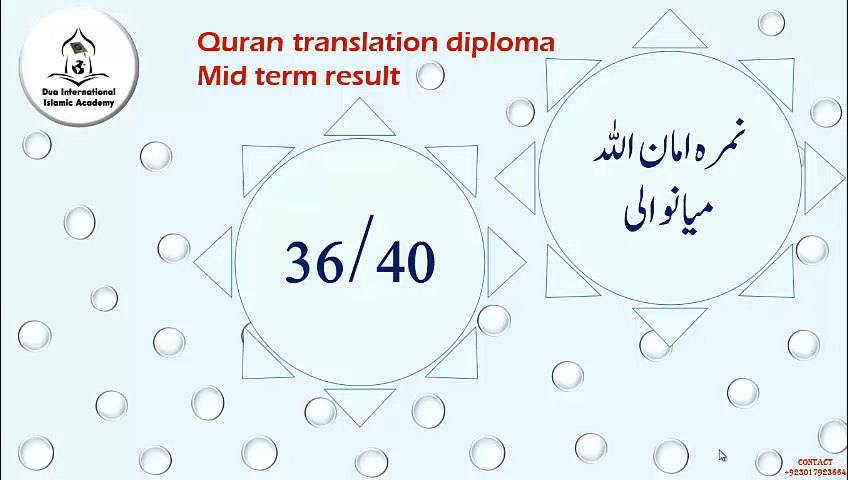 Dua International
Islamic Academy
Quran translation diploma
Mid term result
نمرہ امان اللہ
میانوالی
36/40
CONTACT
+923017923664